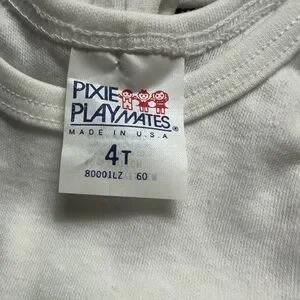 PIXIE
PLAYMATES®
MADE IN U.S.A
4T
80001LZ 60